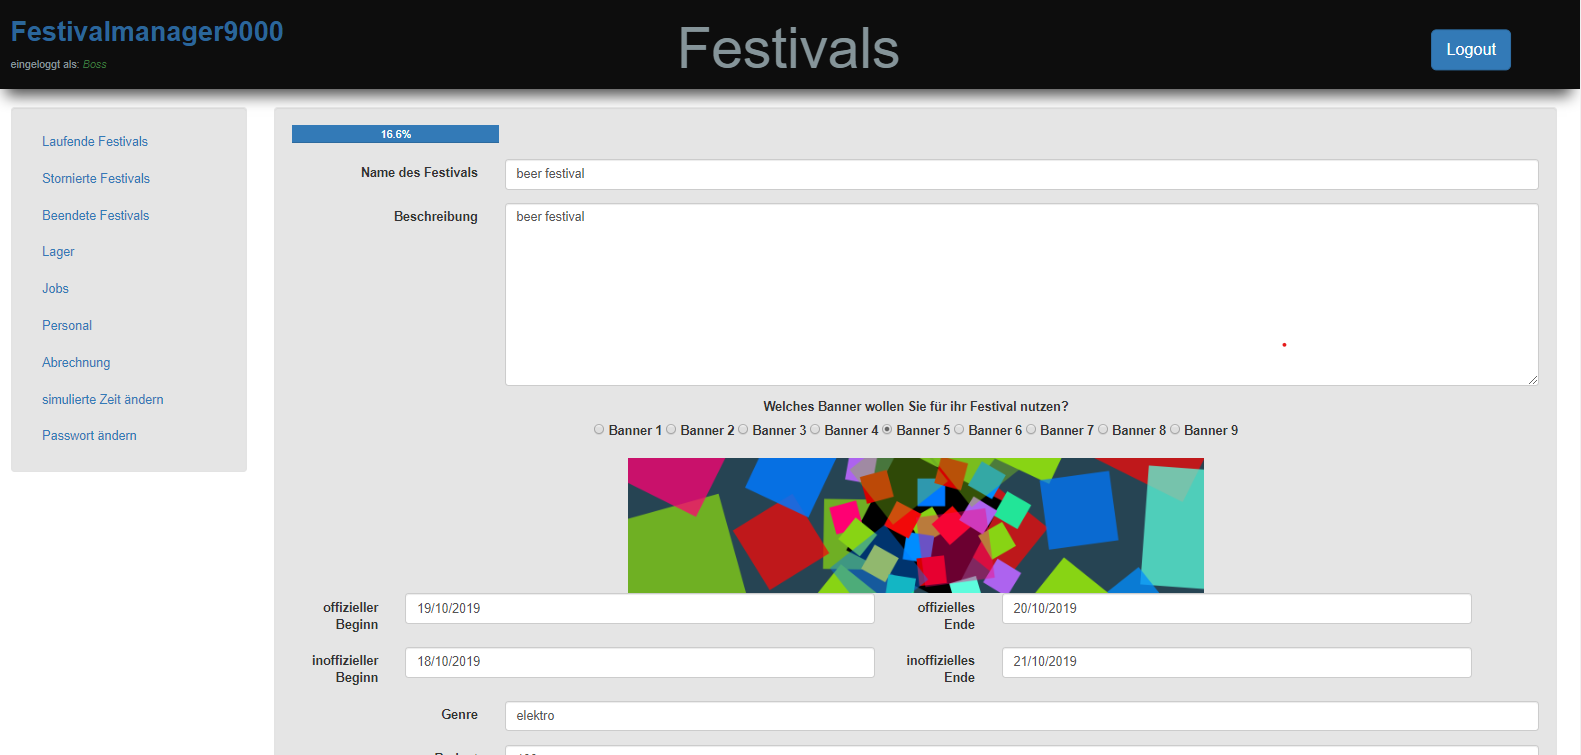 Festivalmanager9000
eingeloggt als: Boss
Festivals
Logout
Laufende Festivals
Stornierte Festivals
Beendete Festivals
Lager
Jobs
Personal
Abrechnung
simulierte Zeit ändern
Passwort ändern
16.6%
Name des Festivals
beer festival
Beschreibung
beer festival
Welches Banner wollen Sie für ihr Festival nutzen?
Banner 1 Banner 2 Banner 3 Banner 4 Banner 5 Banner 6 Banner 7 Banner 8 Banner 9
offizieller
Beginn
19/10/2019
offizielles
Ende
20/10/2019
inoffizieller
Beginn
18/10/2019
inoffizielles
Ende
21/10/2019
Genre
elektro